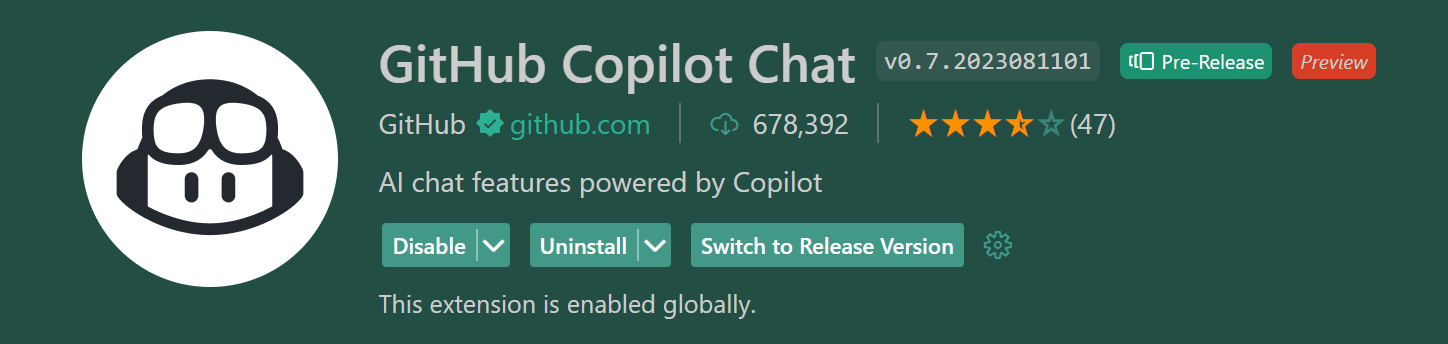 GitHub Copilot Chat v0.7.2023081101 Pre-Release Preview
GitHub github.com 678,392 (47)
AI chat features powered by Copilot
Disable Uninstall Switch to Release Version
This extension is enabled globally.